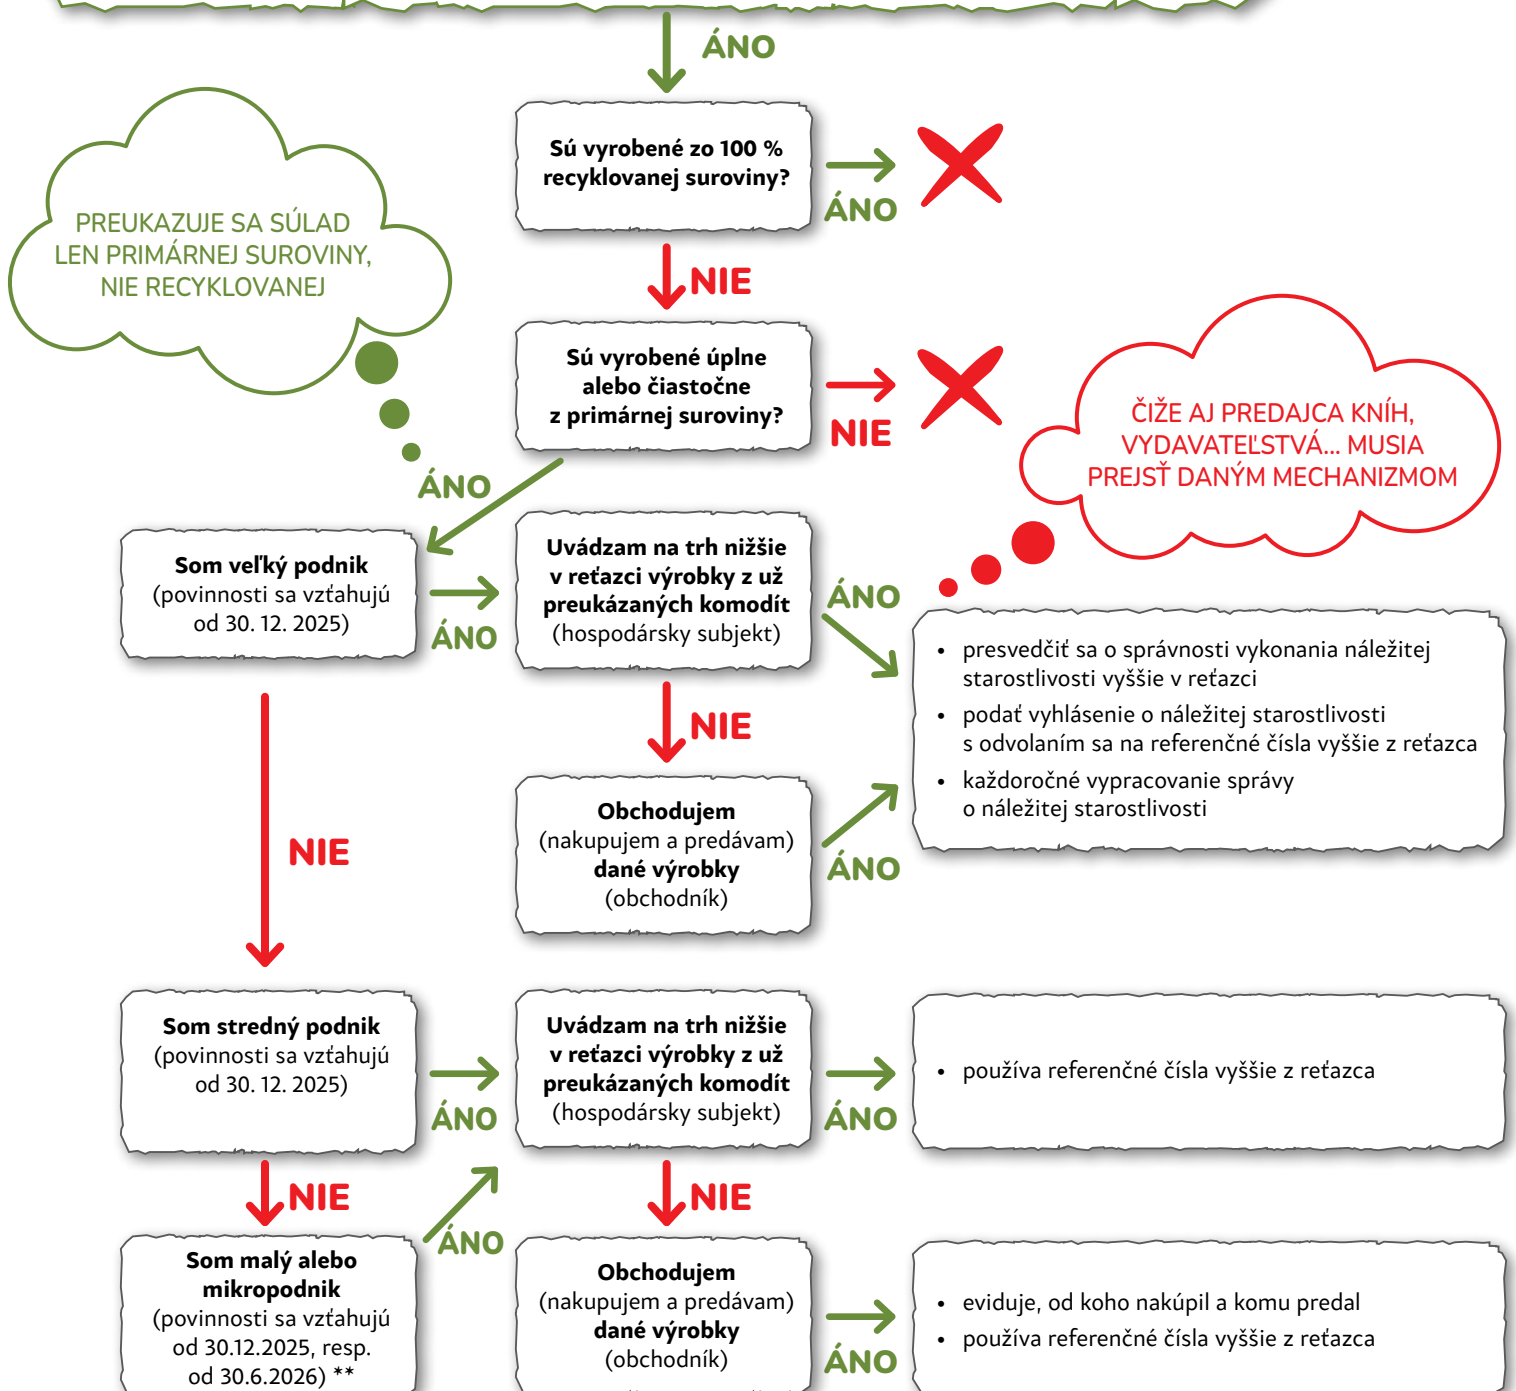 ÁNO
Sú vyrobené zo 100 %
recyklovanej suroviny?
ÁNO
PREUKAZUJE SA SÚLAD
LEN PRIMÁRNEJ SUROVINY,
NIE RECYKLOVANEJ
NIE
Sú vyrobené úplne
alebo čiastočne
z primárnej suroviny?
NIE
ČIŽE AJ PREDAJCA KNÍH,
VYDAVATEĽSTVÁ... MUSIA
PREJSŤ DANÝM MECHANIZMOM
ÁNO
Som veľký podnik
(povinnosti sa vzťahujú
od 30. 12. 2025)
ÁNO
Uvádzam na trh nižšie
v reťazci výrobky z už
preukázaných komodít
(hospodársky subjekt)
ÁNO
• presvedčiť sa o správnosti vykonania náležitej
starostlivosti vyššie v reťazci
• podať vyhlásenie o náležitej starostlivosti
s odvolaním sa na referenčné čísla vyššie z reťazca
• každoročné vypracovanie správy
o náležitej starostlivosti
NIE
NIE
Obchodujem
(nakupujem a predávam)
dané výrobky
(obchodník)
ÁNO
Som stredný podnik
(povinnosti sa vzťahujú
od 30. 12. 2025)
ÁNO
Uvádzam na trh nižšie
v reťazci výrobky z už
preukázaných komodít
(hospodársky subjekt)
ÁNO
• používa referenčné čísla vyššie z reťazca
NIE
ÁNO
NIE
Som malý alebo
mikropodnik
(povinnosti sa vzťahujú
od 30.12.2025, resp.
od 30.6.2026) **
Obchodujem
(nakupujem a predávam)
dané výrobky
(obchodník)
ÁNO
• eviduje, od koho nakúpil a komu predal
• používa referenčné čísla vyššie z reťazca